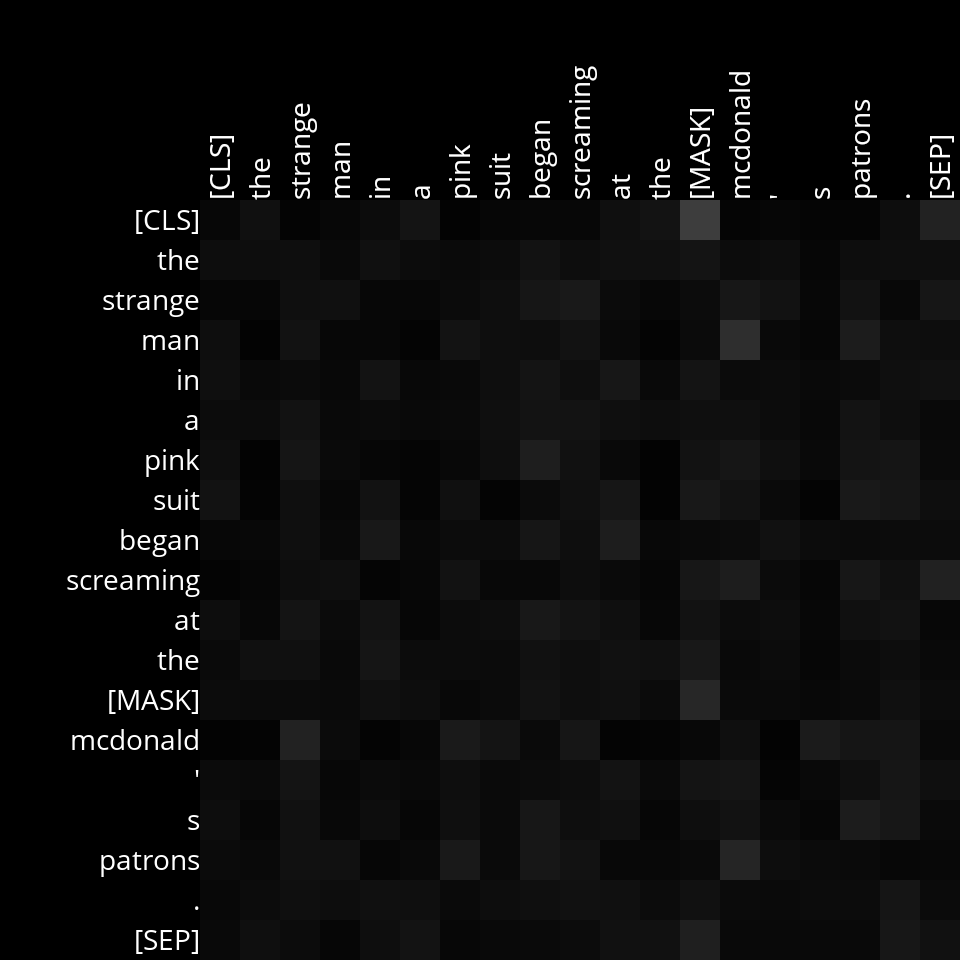 [CLS] the strange man in a pink suit began screaming at the [MASK] mcdonald ' s patrons . [SEP]
[CLS]
the
strange
man
in
a
pink
suit
began
screaming
at
the
[MASK]
mcdonald
'
s
patrons
.
[SEP]